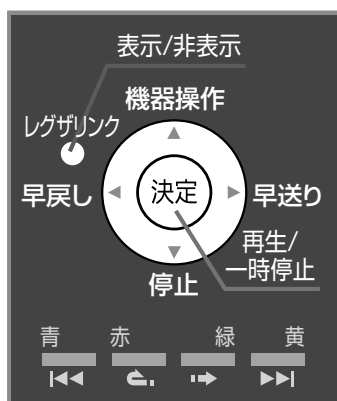 表示/非表示
機器操作
レグザリンク
早戻し
決定
早送り
再生/
一時停止
停止
青 赤 緑 黄